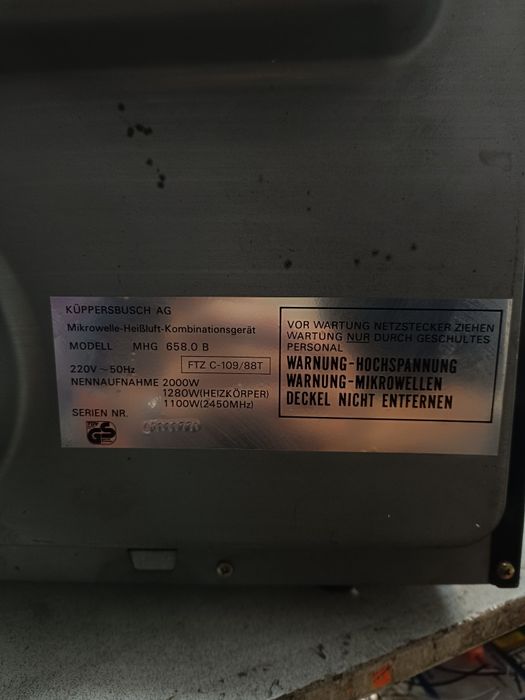 KÜPPERSBUSCH AG
Mikrowelle-Heißluft-Kombinationsgerät
MODELL MHG 658.0 B
220V ~ 50Hz FTZ C-109/88T
NENNAUFNAHME 2000W
1280W(HEIZKÖRPER)
1100W(2450MHz)
SERIEN NR.
GS
VOR WARTUNG NETZSTECKER ZIEHEN
WARTUNG NUR DURCH GESCHULTES
PERSONAL
WARNUNG-HOCHSPANNUNG
WARNUNG-MIKROWELLEN
DECKEL NICHT ENTFERNEN